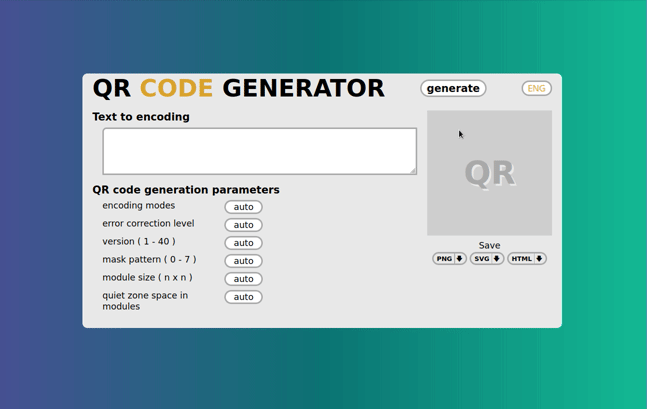 QR CODE GENERATOR generate ENG
Text to encoding
QR
QR code generation parameters
encoding modes auto
error correction level auto
version ( 1 - 40 ) auto
mask pattern ( 0 - 7 ) auto
module size ( n x n ) auto
quiet zone space in
modules
auto
Save
PNG SVG HTML